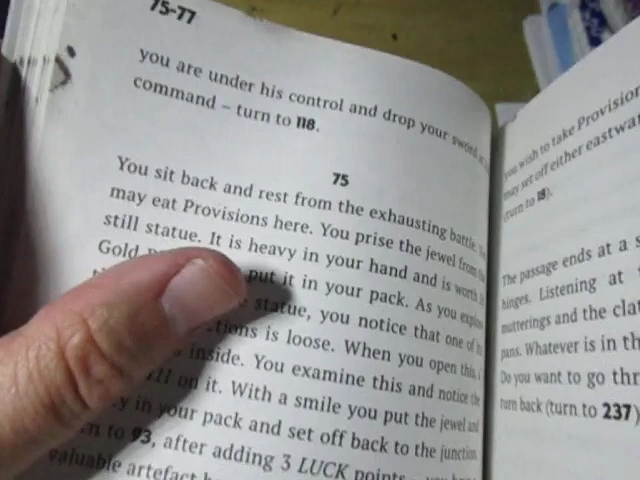 75-77
you are under his control and drop your sword
command – turn to 118.
75
You sit back and rest from the exhausting battle.
may eat Provisions here. You prise the jewel from
still statue. It is heavy in your hand and is worth
Gold put it in your pack. As you
statue, you notice that one of
is loose. When you open this,
inside. You examine this and notice the
on it. With a smile you put the jewel and
in your pack and set off back to the junction
to 93, after adding 3 LUCK points
valuable artefact
you wish to take Provision
may set off either eastwar
(turn to 18).
The passage ends at a
hinges. Listening at
mutterings and the
pans. Whatever is in
Do you want to go
turn back (turn to 237)